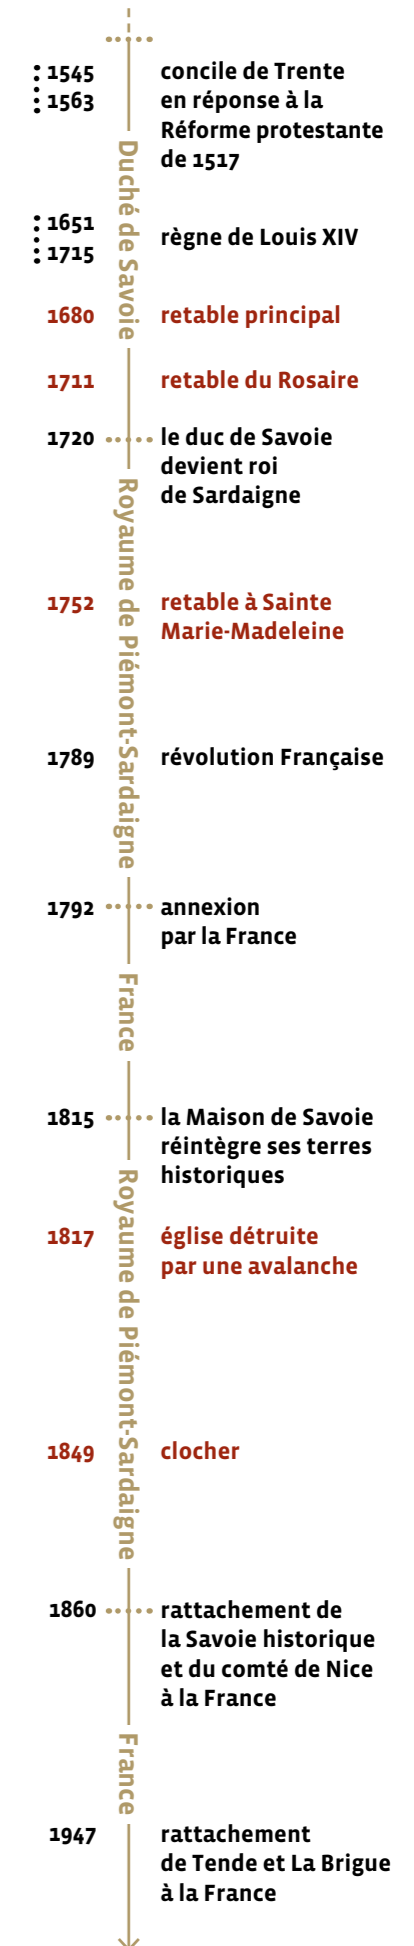 1545
1563
concile de Trente
en réponse à la
Réforme protestante
de 1517
Duché de Savoie
1651
1715
règne de Louis XIV
1680 retable principal
1711 retable du Rosaire
1720 le duc de Savoie
devient roi
de Sardaigne
Royaume de Piémont-Sardaigne
1752 retable à Sainte
Marie-Madeleine
1789 révolution Française
1792 annexion
par la France
France
1815 la Maison de Savoie
réintègre ses terres
historiques
Royaume de Piémont-Sardaigne
1817 église détruite
par une avalanche
1849 clocher
1860 rattachement de
la Savoie historique
et du comté de Nice
à la France
France
1947 rattachement
de Tende et La Brigue
à la France